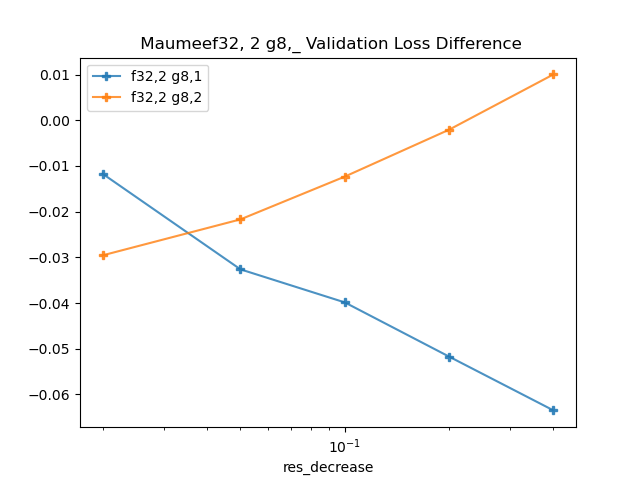 Maumeef32, 2 g8,_ Validation Loss Difference
f32,2 g8,1
f32,2 g8,2
0.01
0.00
−0.01
−0.02
−0.03
−0.04
−0.05
−0.06
10⁻¹
res_decrease